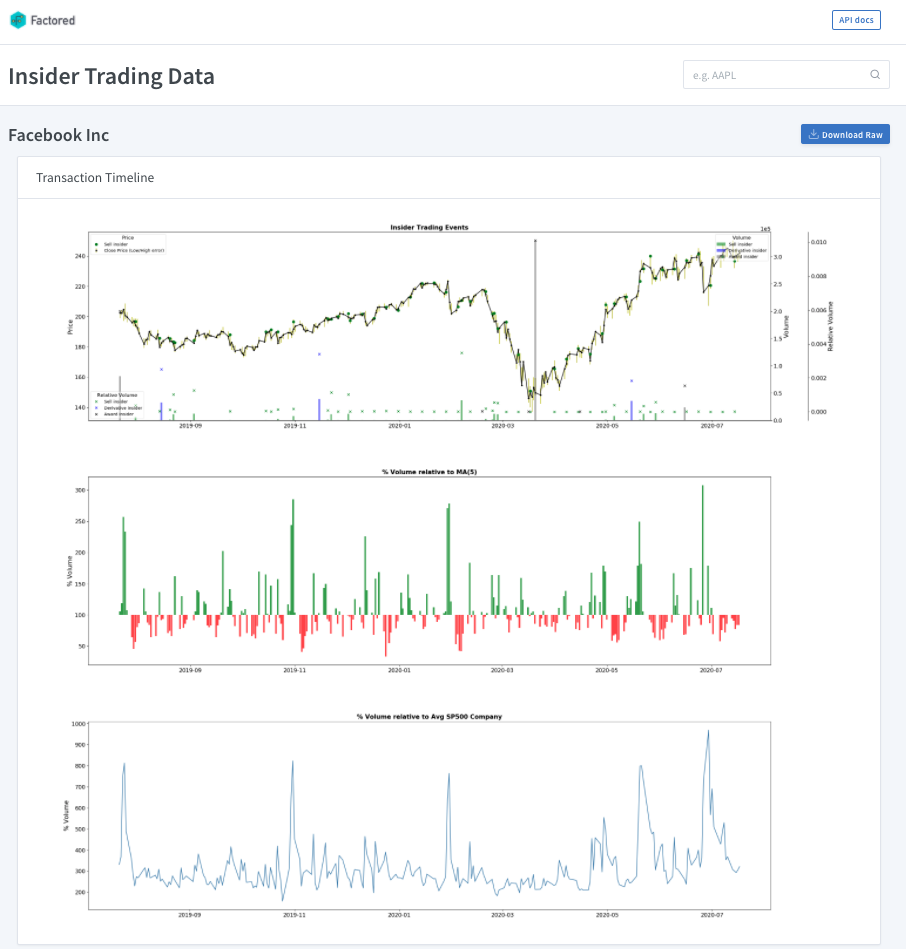 Factored
API docs
Insider Trading Data
e.g. AAPL
Facebook Inc
Download Raw
Transaction Timeline
Insider Trading Events
1e5
Price
Sell Insider
Close Price (Low/High error)
Volume
Sell Insider
Derivative Insider
Award Insider
Relative Volume
Sell Insider
Derivative Insider
Award Insider
Price
240
220
200
180
160
140
3.0
2.5
2.0
1.5
1.0
0.5
0.0
Volume
0.010
0.008
0.006
0.004
0.002
0.000
Relative Volume
2019-09 2019-11 2020-01 2020-03 2020-05 2020-07
% Volume relative to MA(5)
% Volume
300
250
200
150
100
50
2019-09 2019-11 2020-01 2020-03 2020-05 2020-07
% Volume relative to Avg SP500 Company
% Volume
1000
900
800
700
600
500
400
300
200
2019-09 2019-11 2020-01 2020-03 2020-05 2020-07